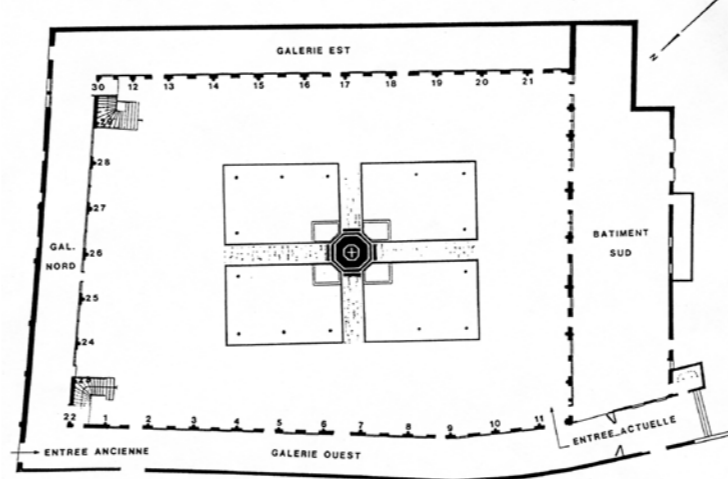 N
GALERIE EST
30 12 13 14 15 16 17 18 19 20 21
28
27
GAL.
NORD
26
25
24
BATIMENT
SUD
22 1 2 3 4 5 6 7 8 9 10 11
ENTREE ANCIENNE
GALERIE OUEST
ENTREE ACTUELLE